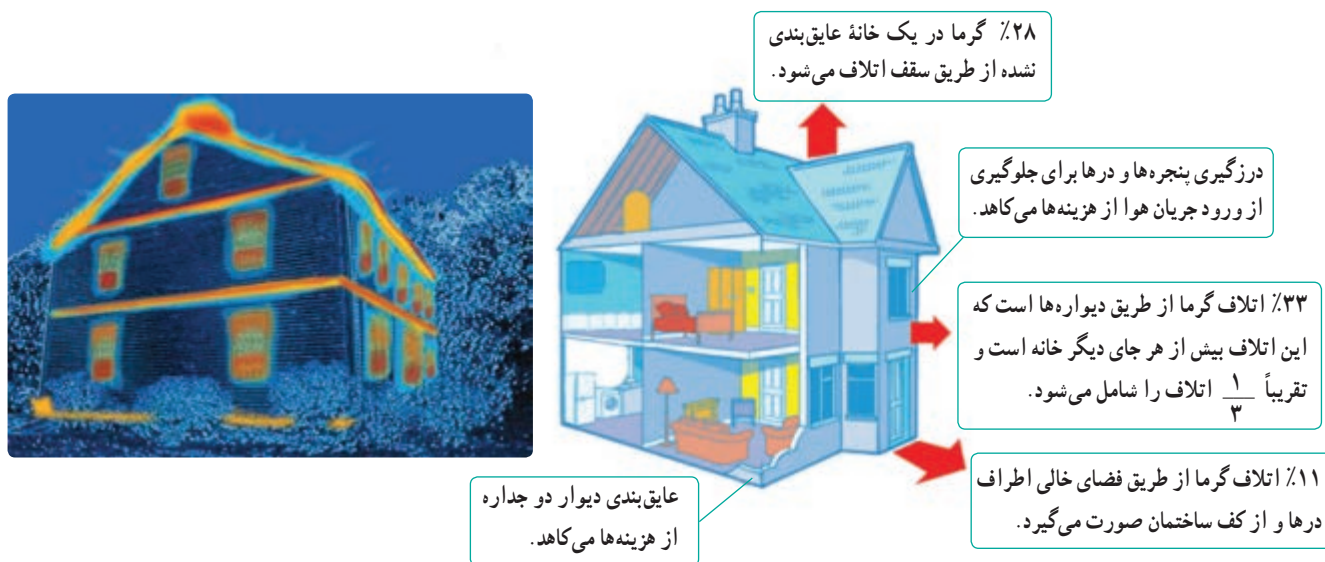 ٪۲۸ گرما در یک خانهٔ عایق‌بندی
نشده از طریق سقف اتلاف می‌شود.
درزگیری پنجره‌ها و درها برای جلوگیری
از ورود جریان هوا از هزینه‌ها می‌کاهد.
٪۳۳ اتلاف گرما از طریق دیواره‌ها است که
این اتلاف بیش از هر جای دیگر خانه است و
تقریباً ۱/۳ اتلاف را شامل می‌شود.
٪۱۱ اتلاف گرما از طریق فضای خالی اطراف
درها و از کف ساختمان صورت می‌گیرد.
عایق‌بندی دیوار دو جداره
از هزینه‌ها می‌کاهد.